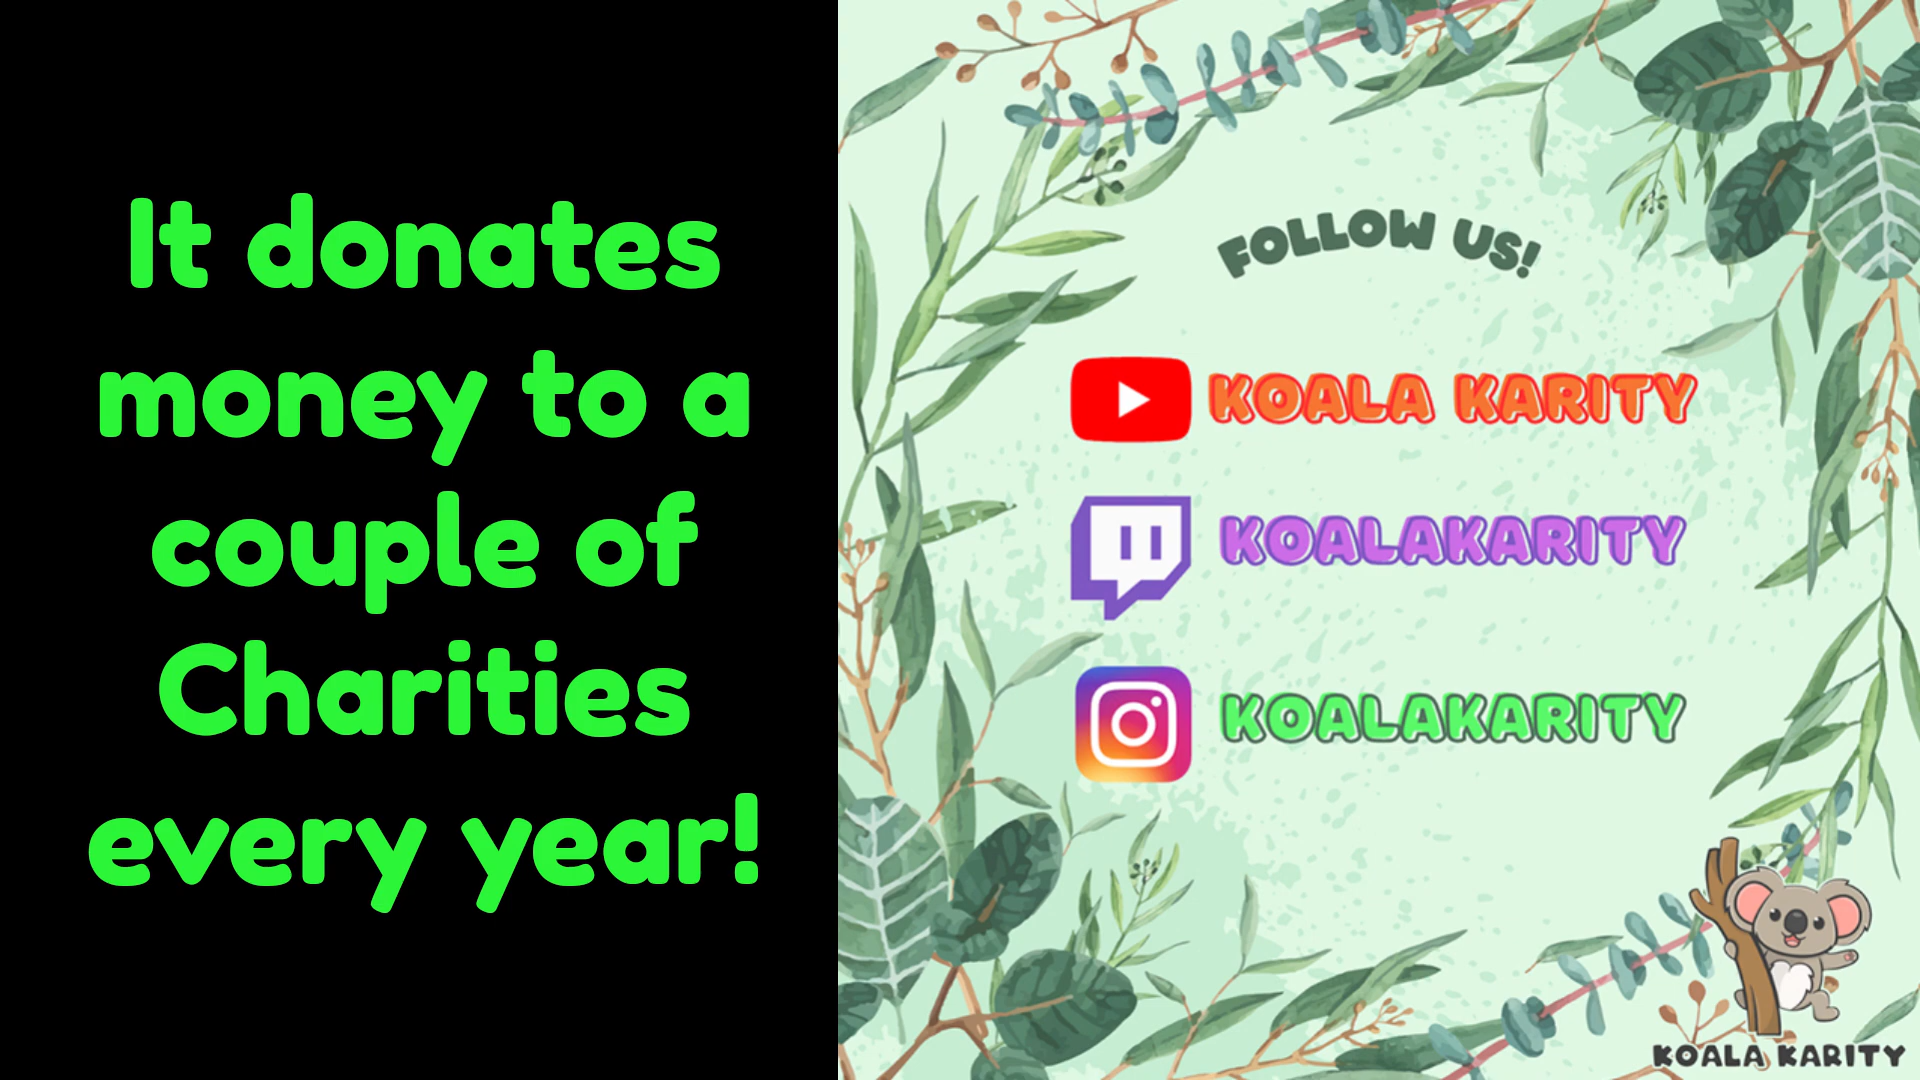 It donates
money to a
couple of
Charities
every year!
FOLLOW US!
KOALA KARITY
KOALAKARITY
KOALAKARITY
KOALA KARITY